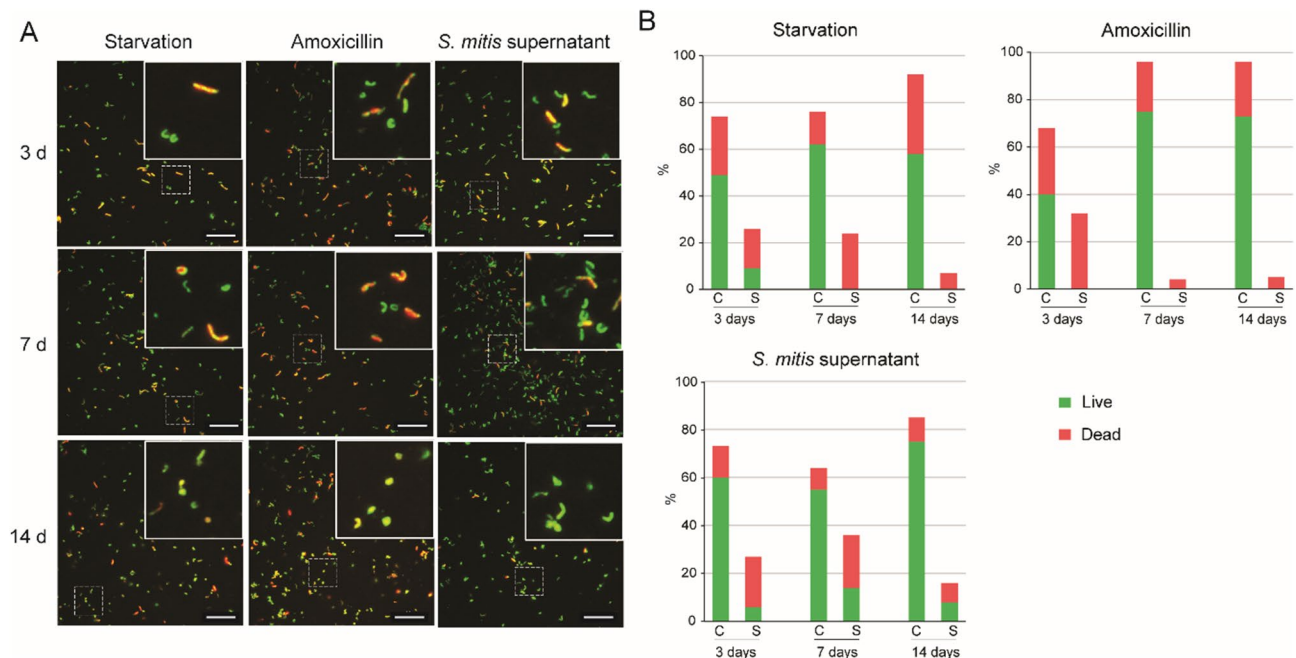 A
Starvation
Amoxicillin
S. mitis supernatant
3 d
7 d
14 d
B
Starvation
100
80
60
40
20
0
%
C S C S C S
3 days 7 days 14 days
Amoxicillin
100
80
60
40
20
0
%
C S C S C S
3 days 7 days 14 days
S. mitis supernatant
100
80
60
40
20
0
%
C S C S C S
3 days 7 days 14 days
Live
Dead